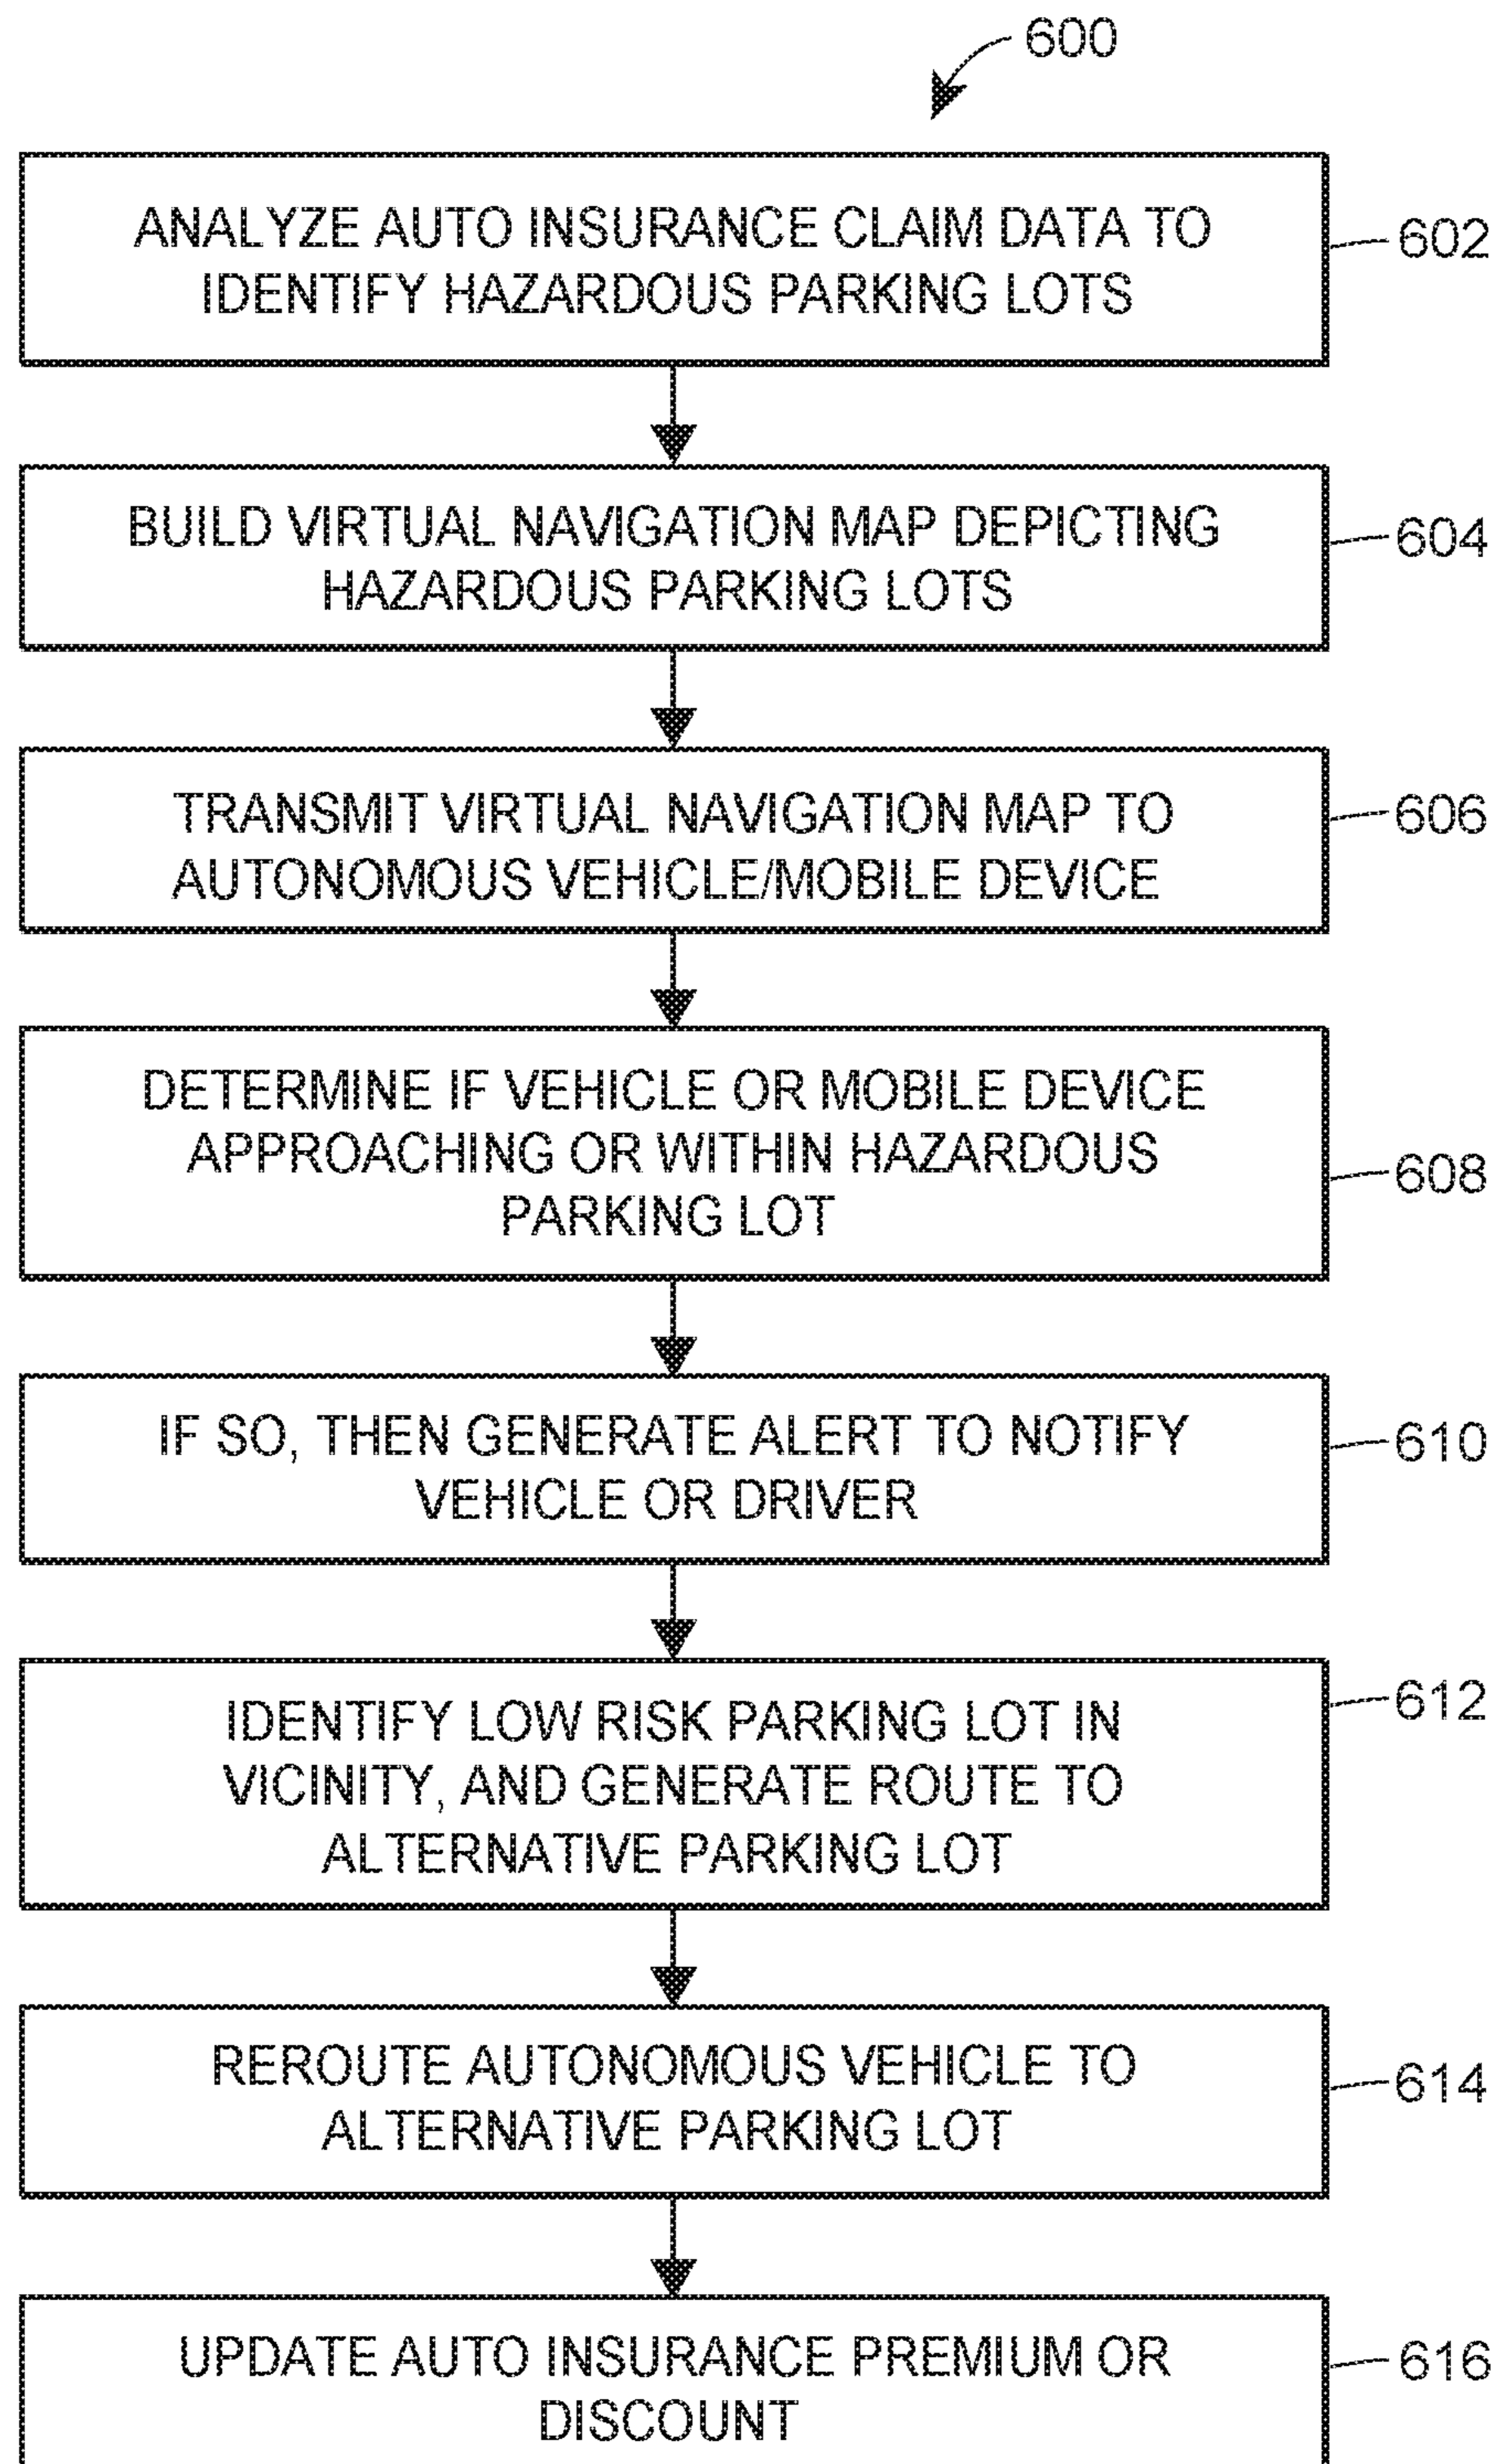 600
ANALYZE AUTO INSURANCE CLAIM DATA TO
IDENTIFY HAZARDOUS PARKING LOTS
602
BUILD VIRTUAL NAVIGATION MAP DEPICTING
HAZARDOUS PARKING LOTS
604
TRANSMIT VIRTUAL NAVIGATION MAP TO
AUTONOMOUS VEHICLE/MOBILE DEVICE
606
DETERMINE IF VEHICLE OR MOBILE DEVICE
APPROACHING OR WITHIN HAZARDOUS
PARKING LOT
608
IF SO, THEN GENERATE ALERT TO NOTIFY
VEHICLE OR DRIVER
610
IDENTIFY LOW RISK PARKING LOT IN
VICINITY, AND GENERATE ROUTE TO
ALTERNATIVE PARKING LOT
612
REROUTE AUTONOMOUS VEHICLE TO
ALTERNATIVE PARKING LOT
614
UPDATE AUTO INSURANCE PREMIUM OR
DISCOUNT
616